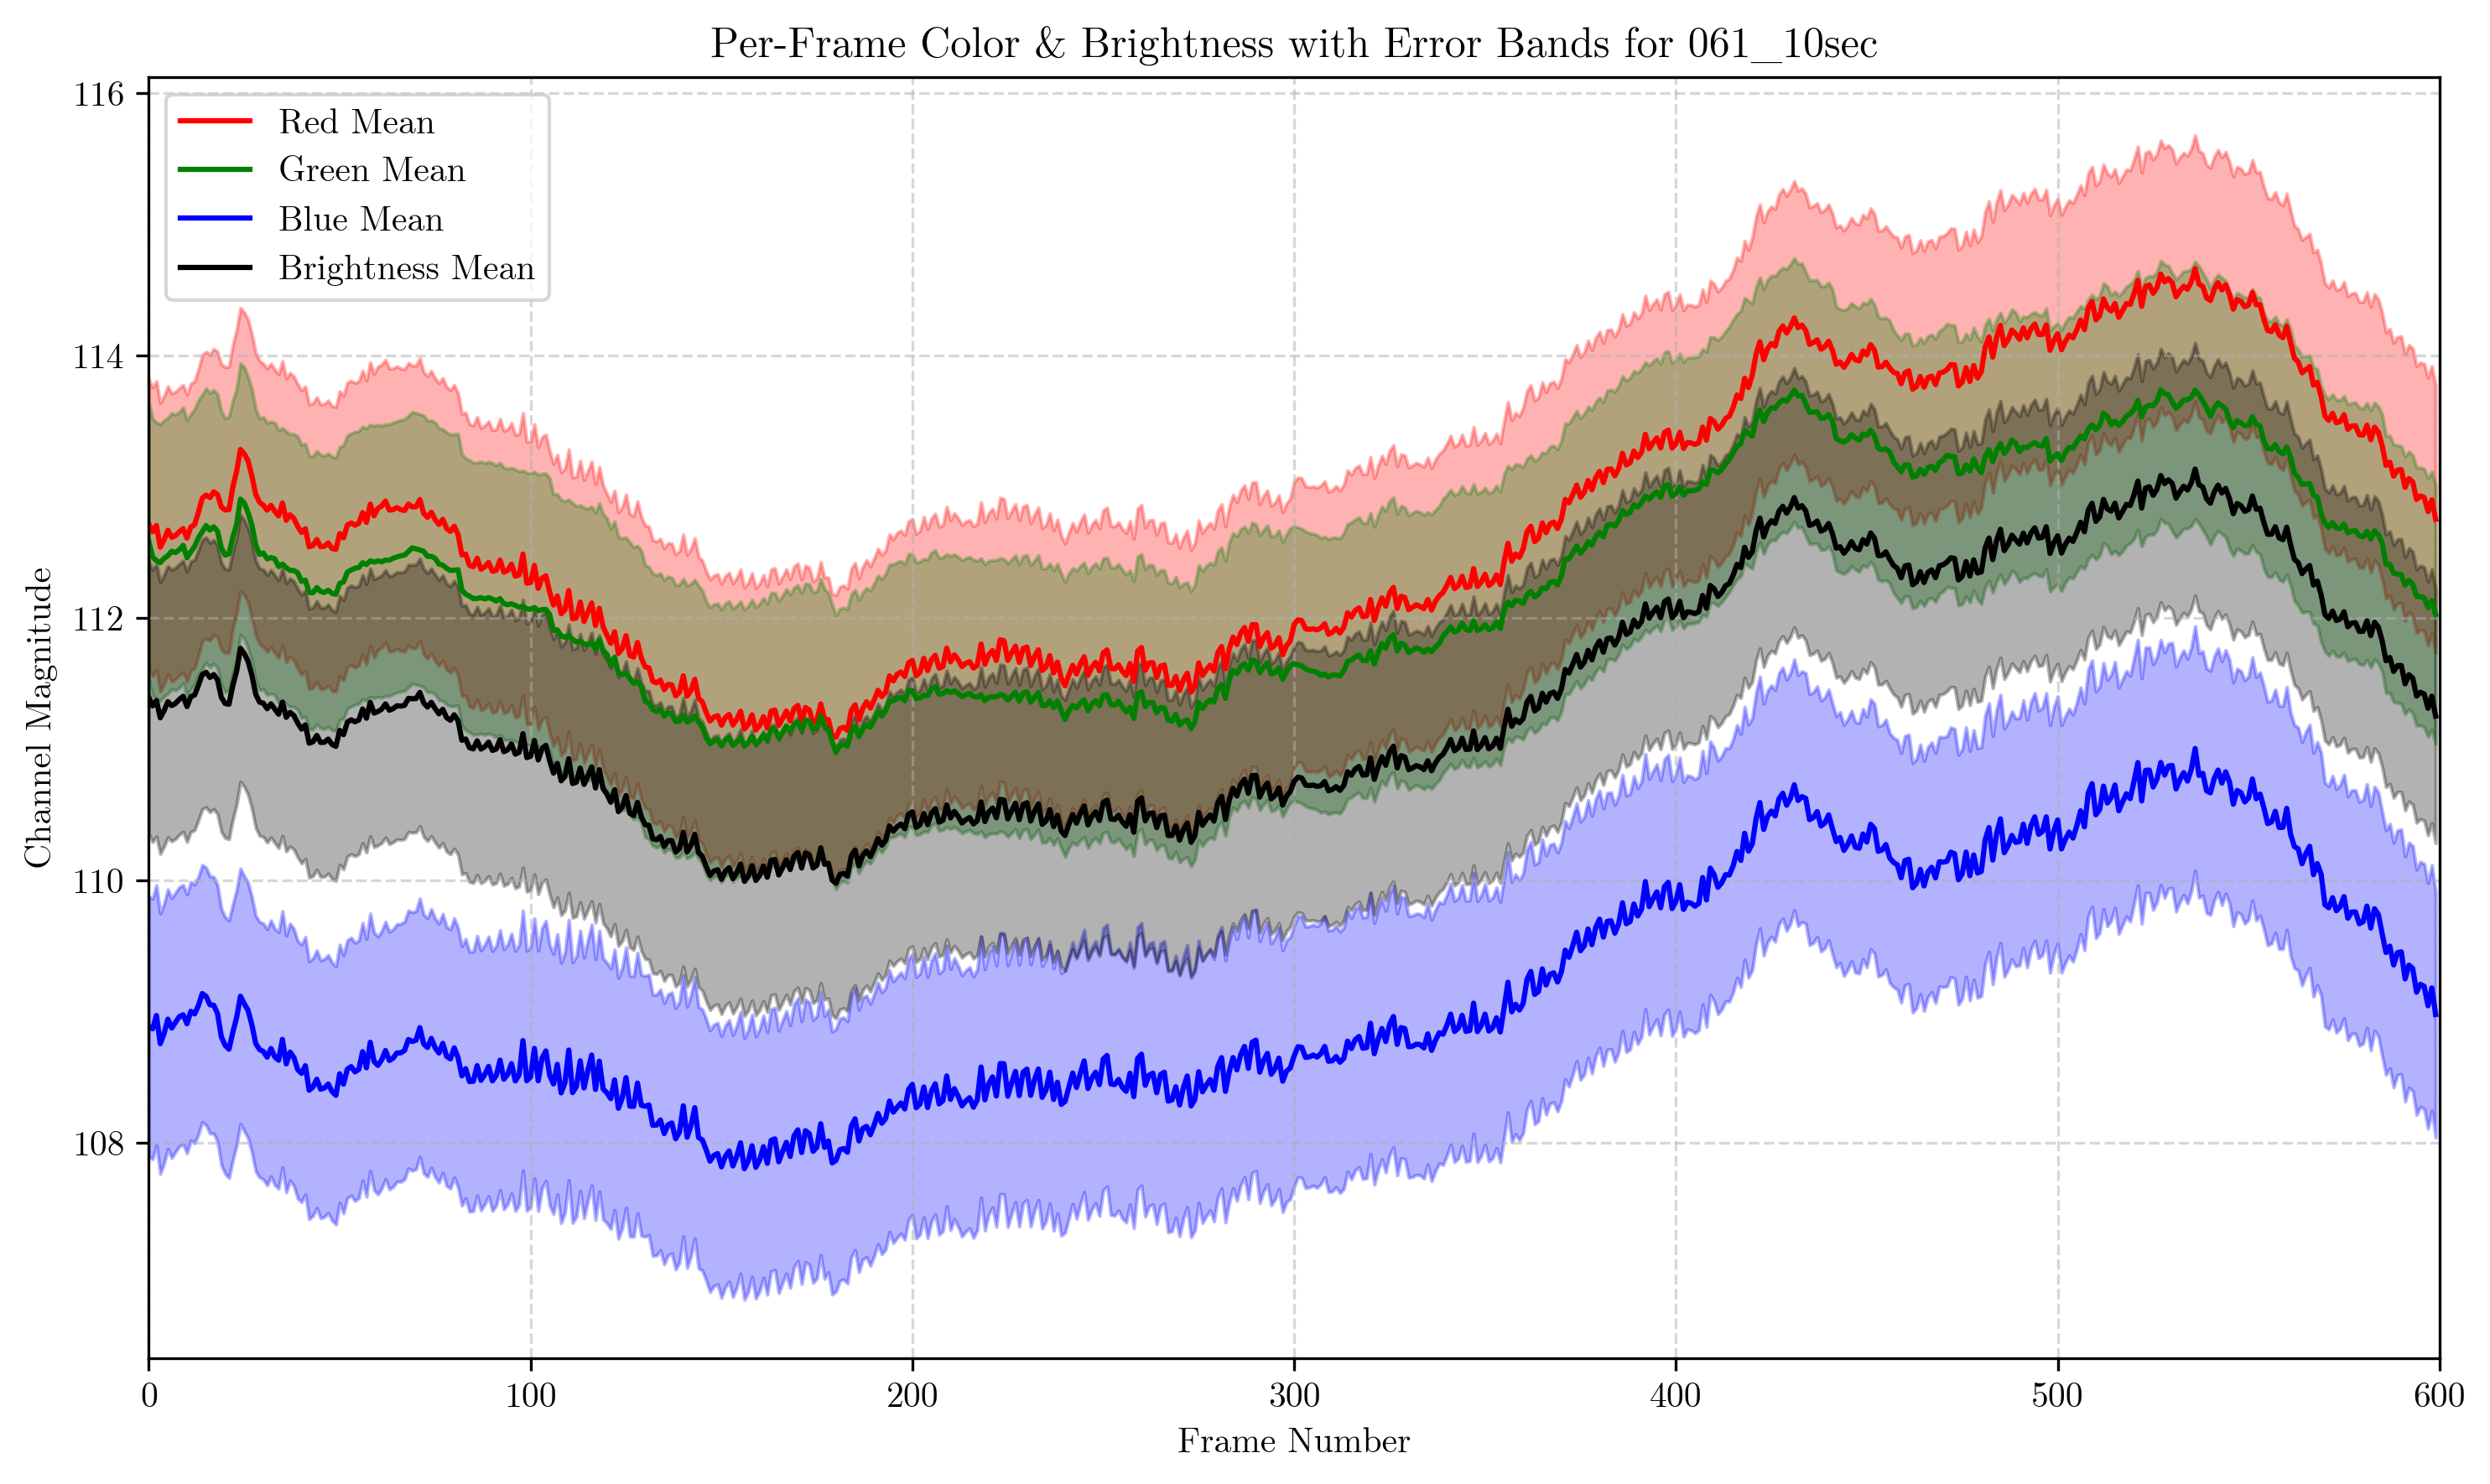 Per-Frame Color & Brightness with Error Bands for 061_10sec
116
114
112
110
108
Channel Magnitude
Red Mean
Green Mean
Blue Mean
Brightness Mean
0 100 200 300 400 500 600
Frame Number